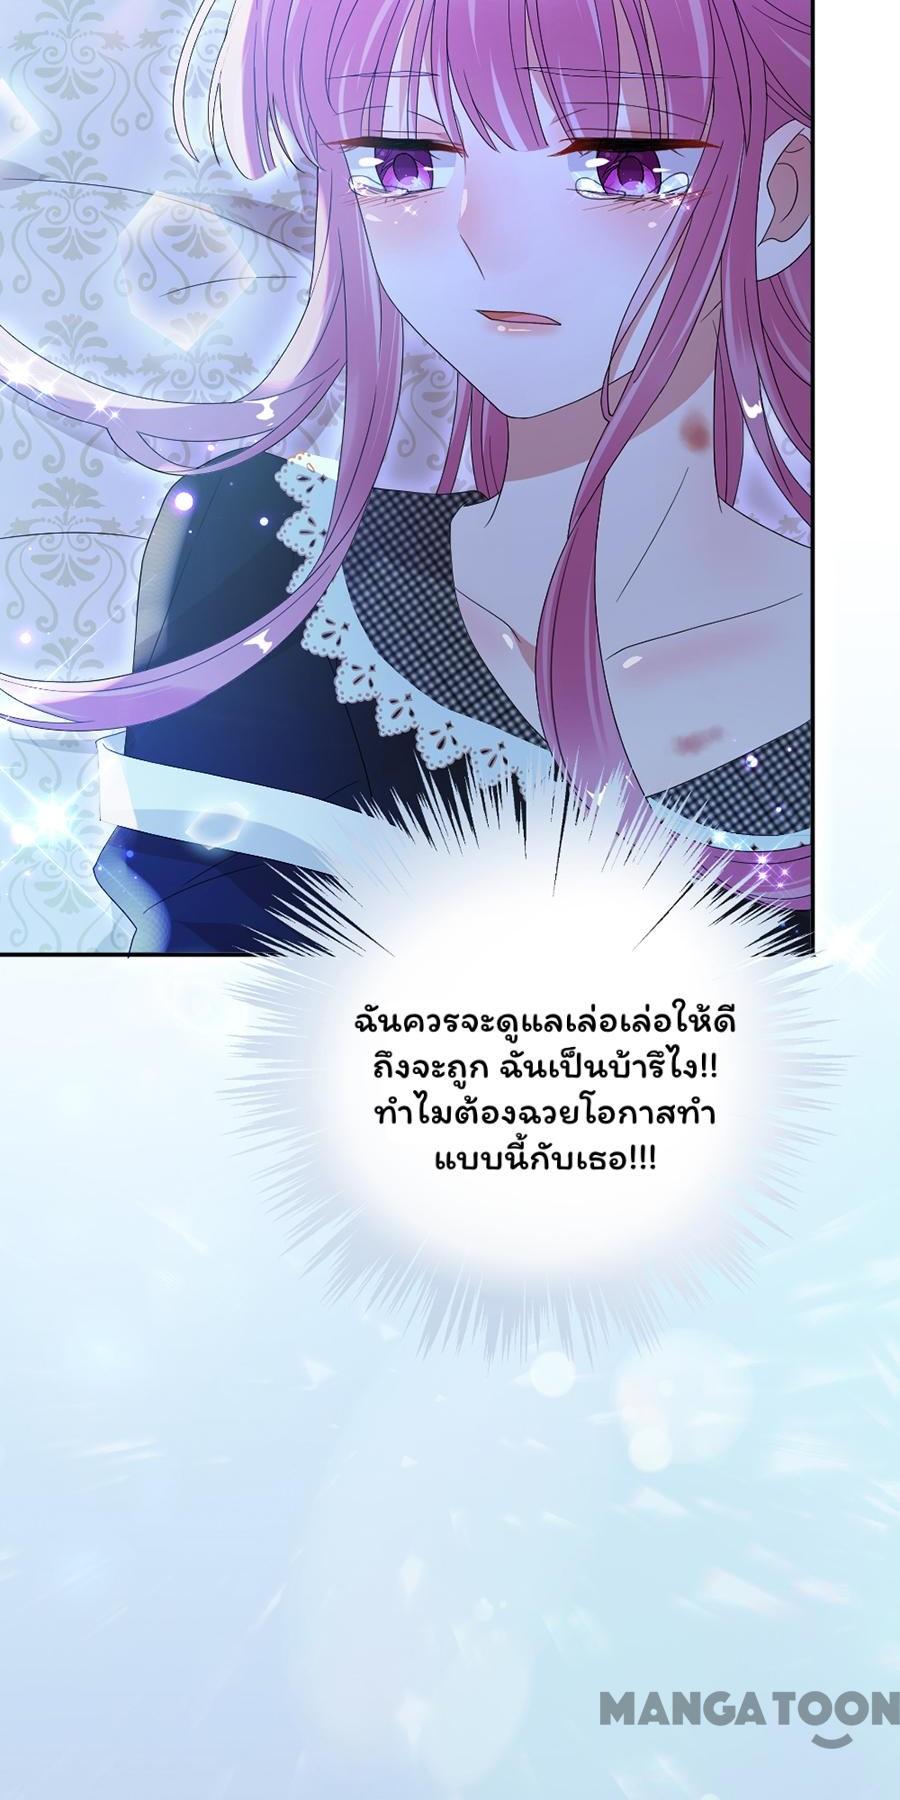 ฉันควรจะดูแลเล่อเล่อให้ดี
ถึงจะถูก ฉันเป็นบ้ารึไง!!
ทำไมต้องฉวยโอกาสทำ
แบบนี้กับเธอ!!!
MANGATOON